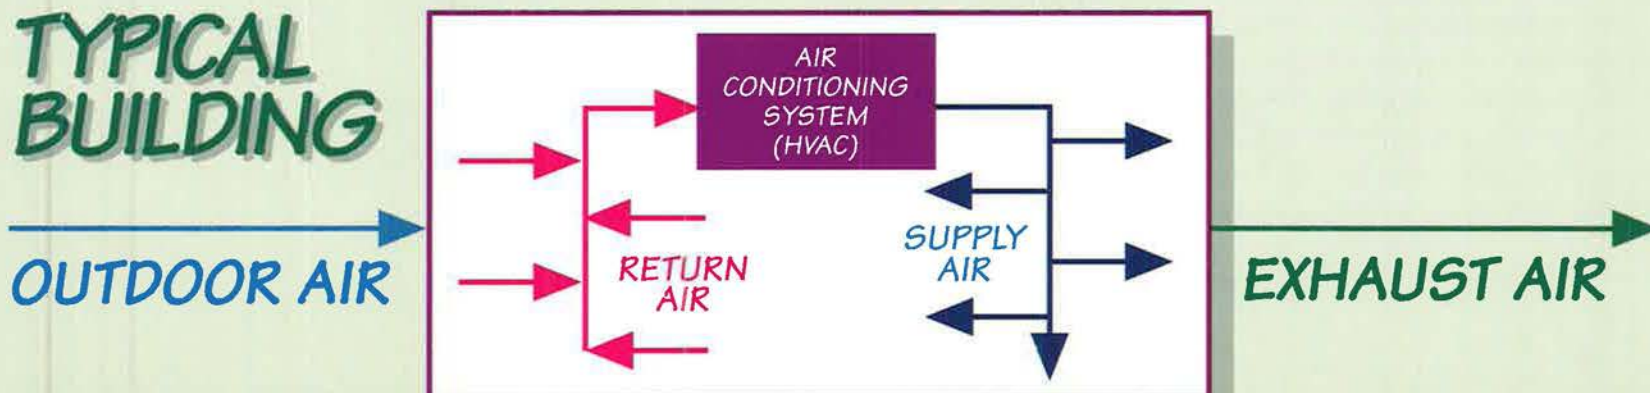 TYPICAL
BUILDING
AIR
CONDITIONING
SYSTEM
(HVAC)
OUTDOOR AIR
RETURN
AIR
SUPPLY
AIR
EXHAUST AIR